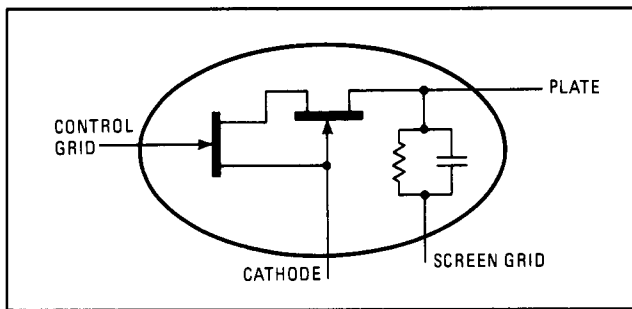 PLATE
CONTROL
GRID
SCREEN GRID
CATHODE